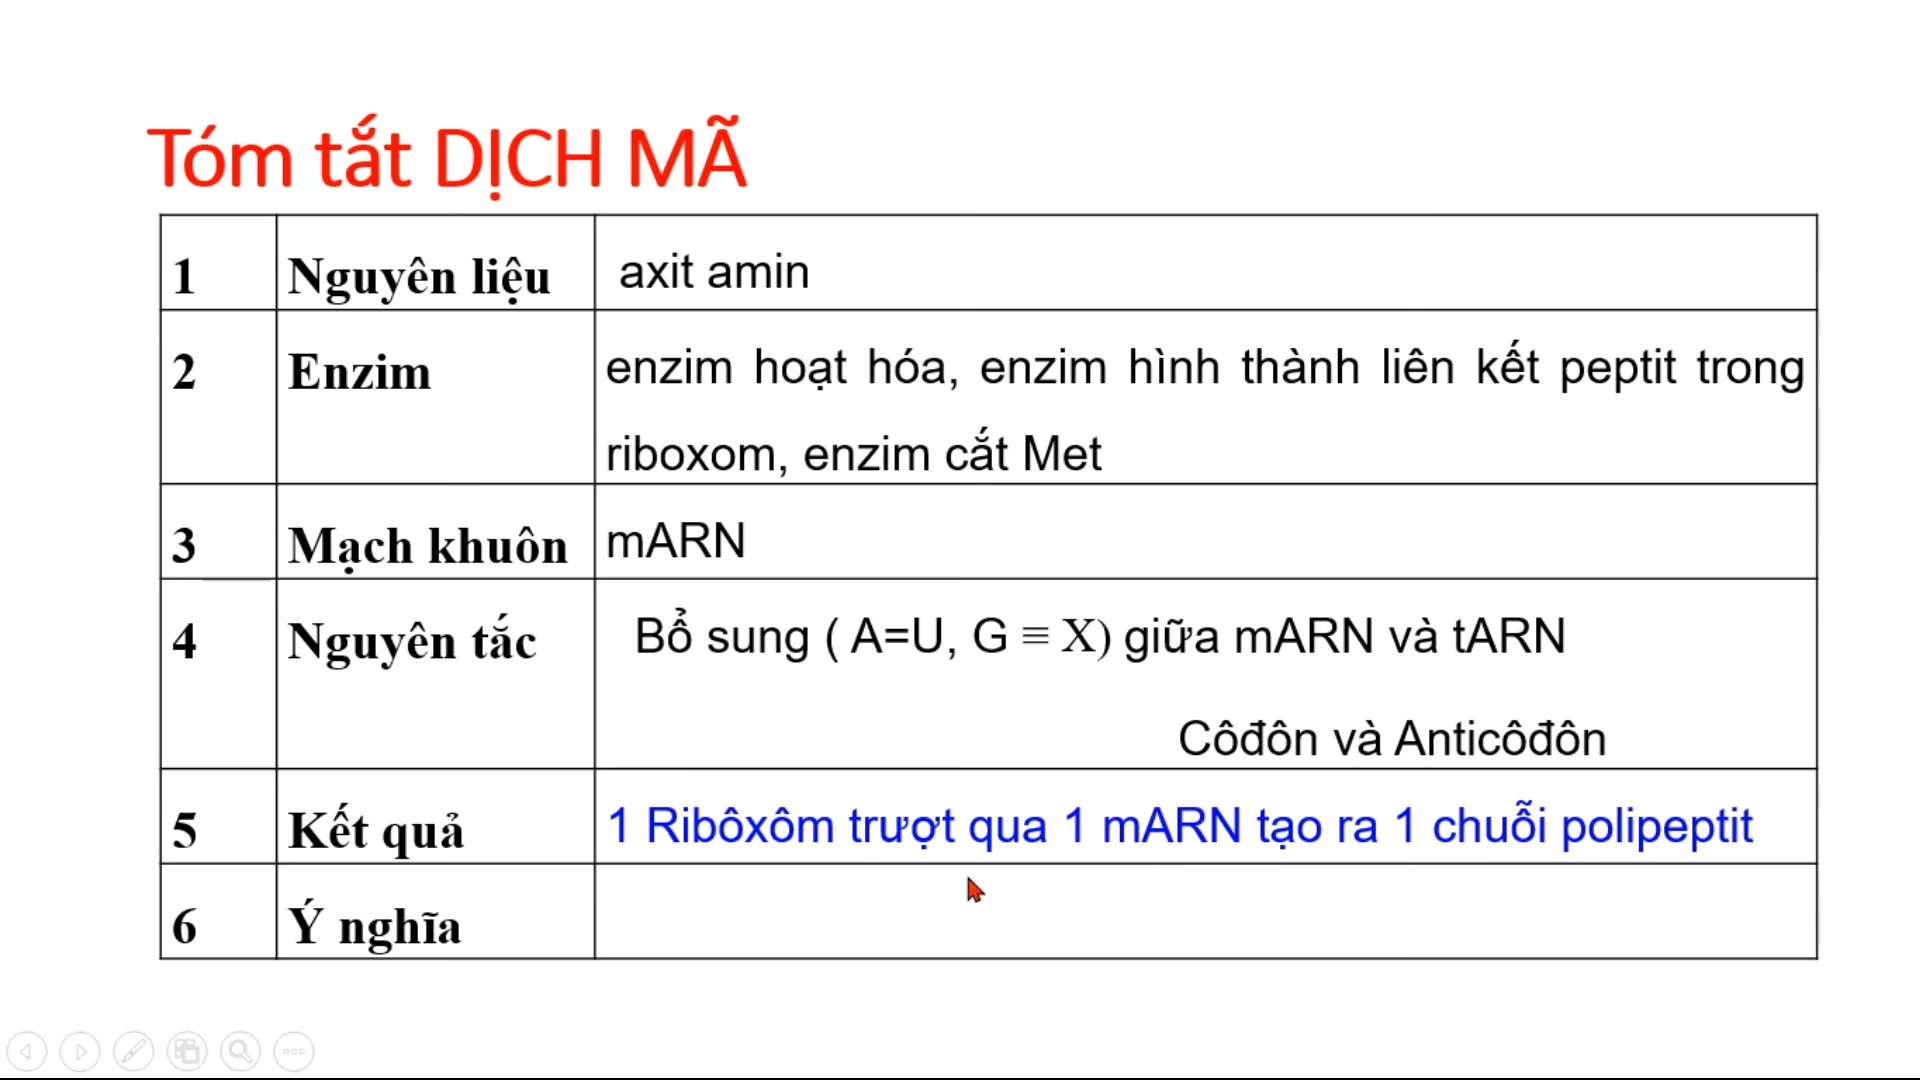 Tóm tắt DỊCH MÃ
1 Nguyên liệu axit amin
2 Enzim enzim hoạt hóa, enzim hình thành liên kết peptit trong
riboxom, enzim cắt Met
3 Mạch khuôn mARN
4 Nguyên tắc Bổ sung ( A=U, G ≡ X) giữa mARN và tARN
Côđôn và Anticôđôn
5 Kết quả 1 Ribôxôm trượt qua 1 mARN tạo ra 1 chuỗi polipeptit
6 Ý nghĩa